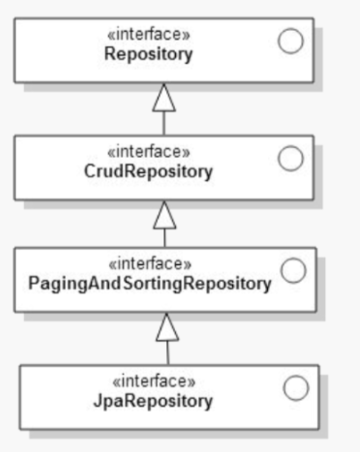 «interface»
Repository
«interface»
CrudRepository
«interface»
PagingAndSortingRepository
«interface»
JpaRepository